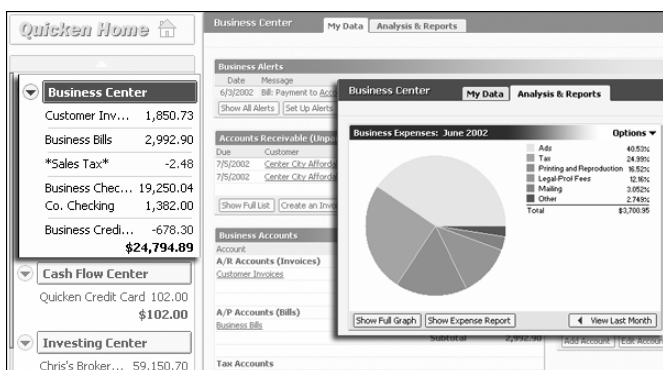 Quicken Home
Business Center
Customer Inv... 1,850.73
Business Bills 2,992.90
*Sales Tax* -2.48
Business Chec... 19,250.04
Co. Checking 1,382.00
Business Credi... -678.30
$24,794.89
Cash Flow Center
Quicken Credit Card 102.00
$102.00
Investing Center
Chris's Broker... 59,150.70
Business Center My Data Analysis & Reports
Business Alerts
Date Message
6/3/2002 Bill: Payment to Acco
Show All Alerts Set Up Alerts
Accounts Receivable (Unpa
Due Customer
7/5/2002 Center City Afforda
7/5/2002 Center City Afforda
Show Full List Create an Invo
Business Accounts
Account
A/R Accounts (Invoices)
Customer Invoices
A/P Accounts (Bills)
Business Bills
Subtotal 2,992.90
Tax Accounts
Add Account Edit Accoun
Business Center My Data Analysis & Reports
Business Expenses: June 2002 Options
Ads 40.53%
Tax 24.99%
Printing and Reproduction 16.52%
Legal-Prof Fees 12.16%
Mailing 3.052%
Other 2.749%
Total $3,700.95
Show Full Graph Show Expense Report View Last Month